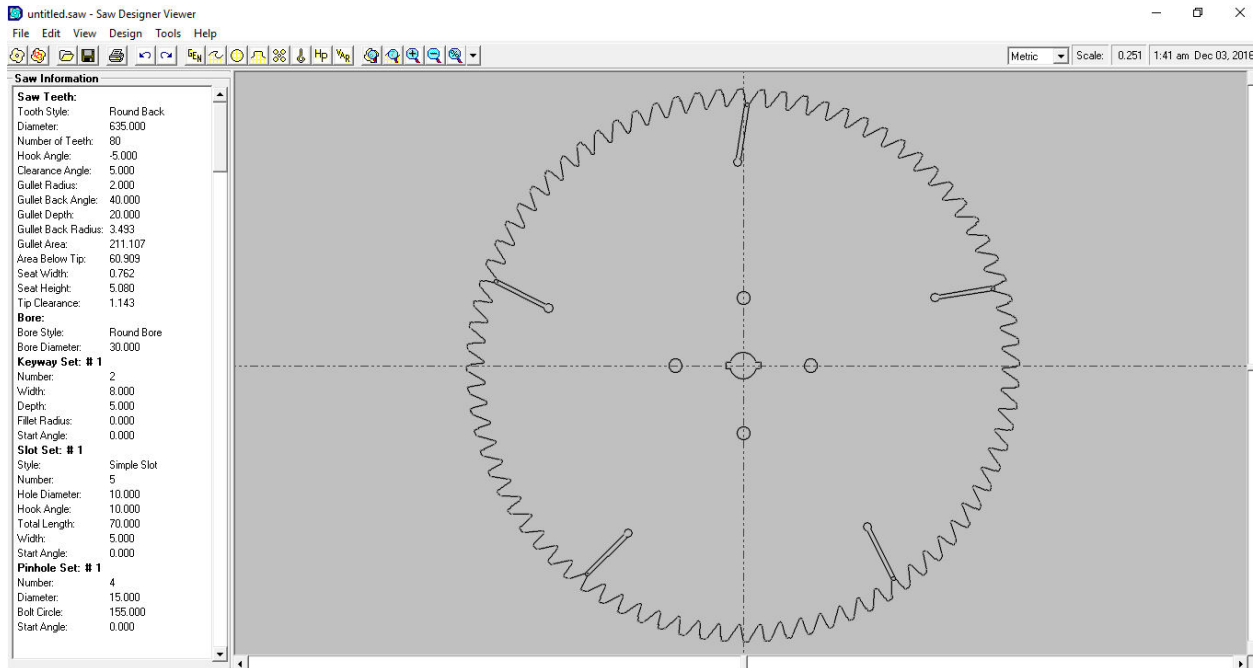 untitled.saw - Saw Designer Viewer
File Edit View Design Tools Help
GEN Hp VAR Metric Scale: 0.251 1:41 am Dec 03, 2016
Saw Information
Saw Teeth:
Tooth Style: Round Back
Diameter: 635.000
Number of Teeth: 80
Hook Angle: -5.000
Clearance Angle: 5.000
Gullet Radius: 2.000
Gullet Back Angle: 40.000
Gullet Depth: 20.000
Gullet Back Radius: 3.493
Gullet Area: 211.107
Area Below Tip: 60.909
Seat Width: 0.762
Seat Height: 5.080
Tip Clearance: 1.143
Bore:
Bore Style: Round Bore
Bore Diameter: 30.000
Keyway Set: # 1
Number: 2
Width: 8.000
Depth: 5.000
Fillet Radius: 0.000
Start Angle: 0.000
Slot Set: # 1
Style: Simple Slot
Number: 5
Hole Diameter: 10.000
Hook Angle: 10.000
Total Length: 70.000
Width: 5.000
Start Angle: 0.000
Pinhole Set: # 1
Number: 4
Diameter: 15.000
Bolt Circle: 155.000
Start Angle: 0.000